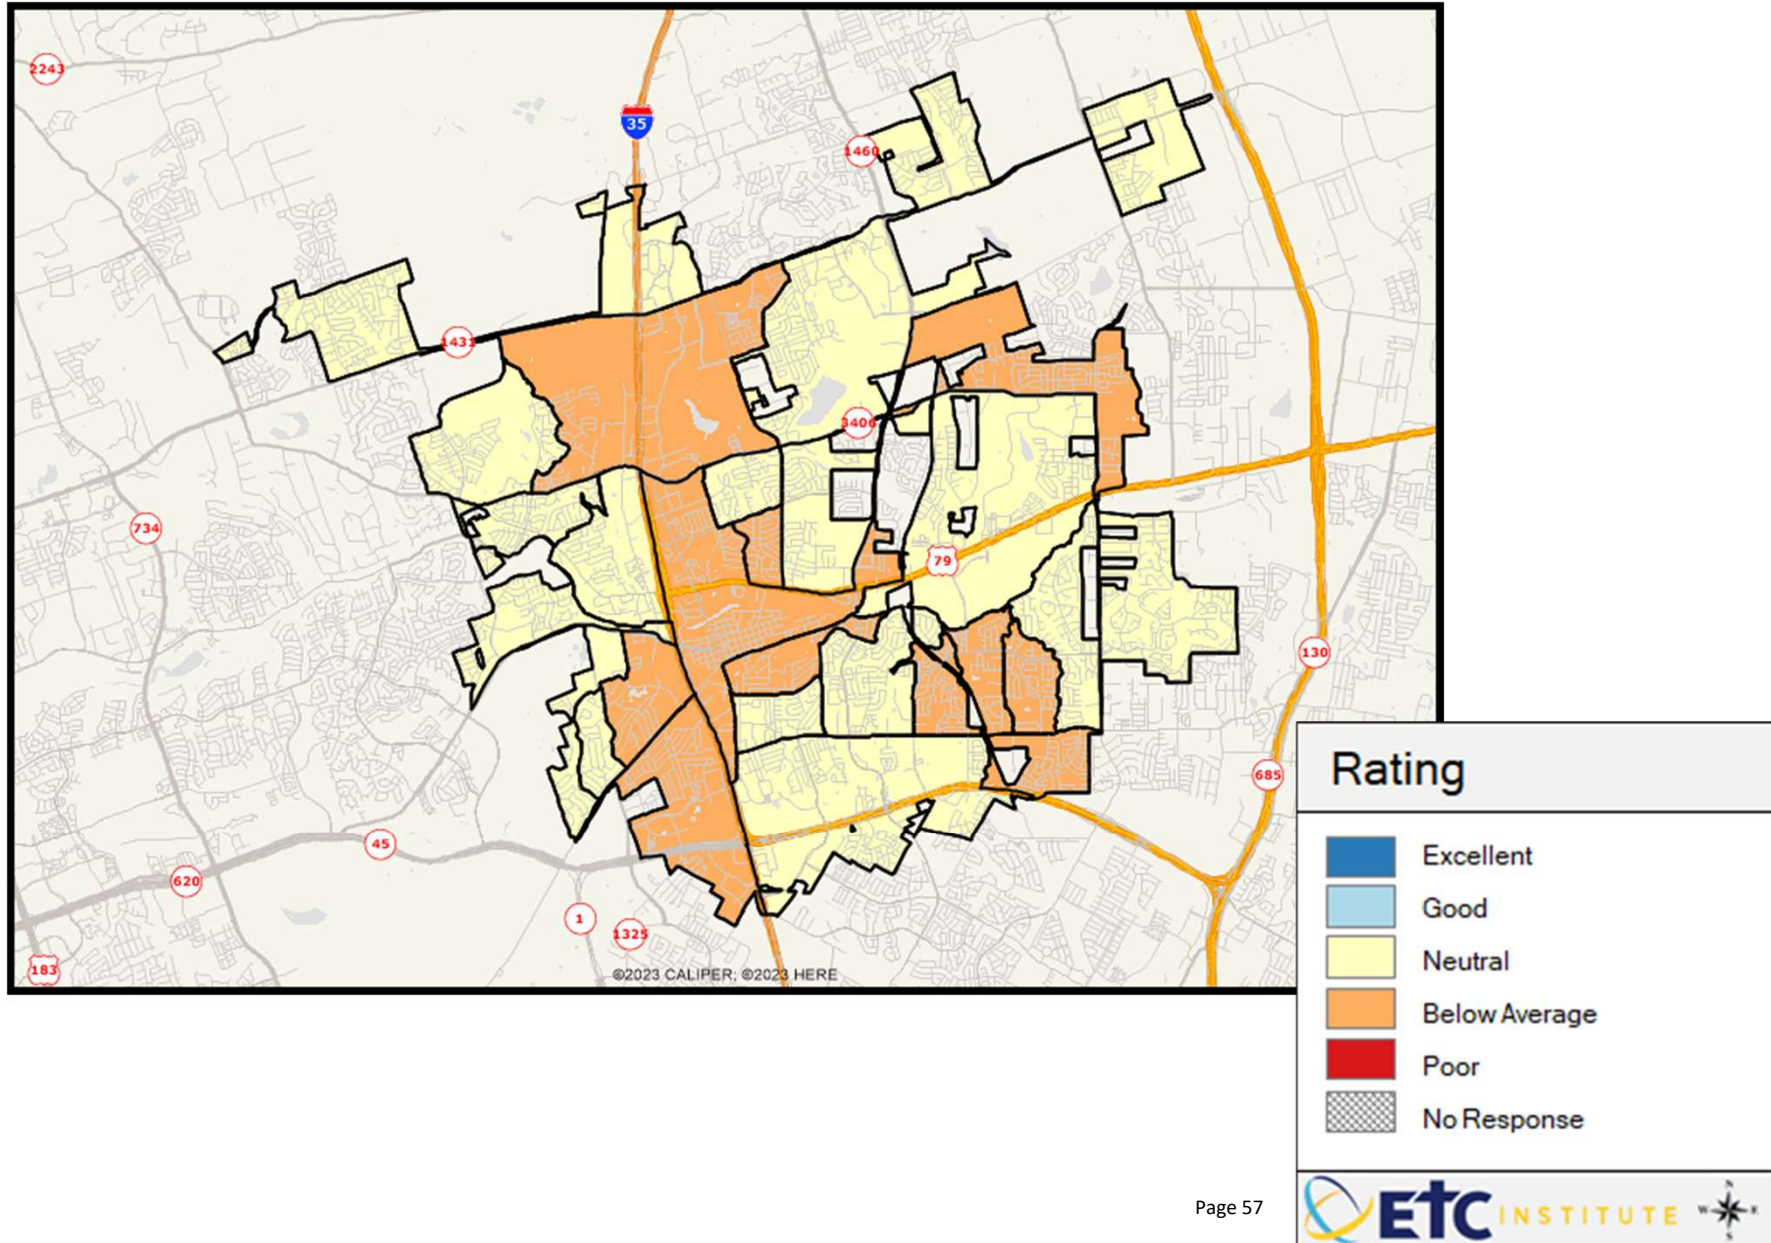 2243
35
1460
1431
3406
734
79
130
685
45
620
1
1325
183
©2023 CALIPER; ©2023 HERE
Rating
Excellent
Good
Neutral
Below Average
Poor
No Response
Page 57
ETC INSTITUTE
N
W E
S